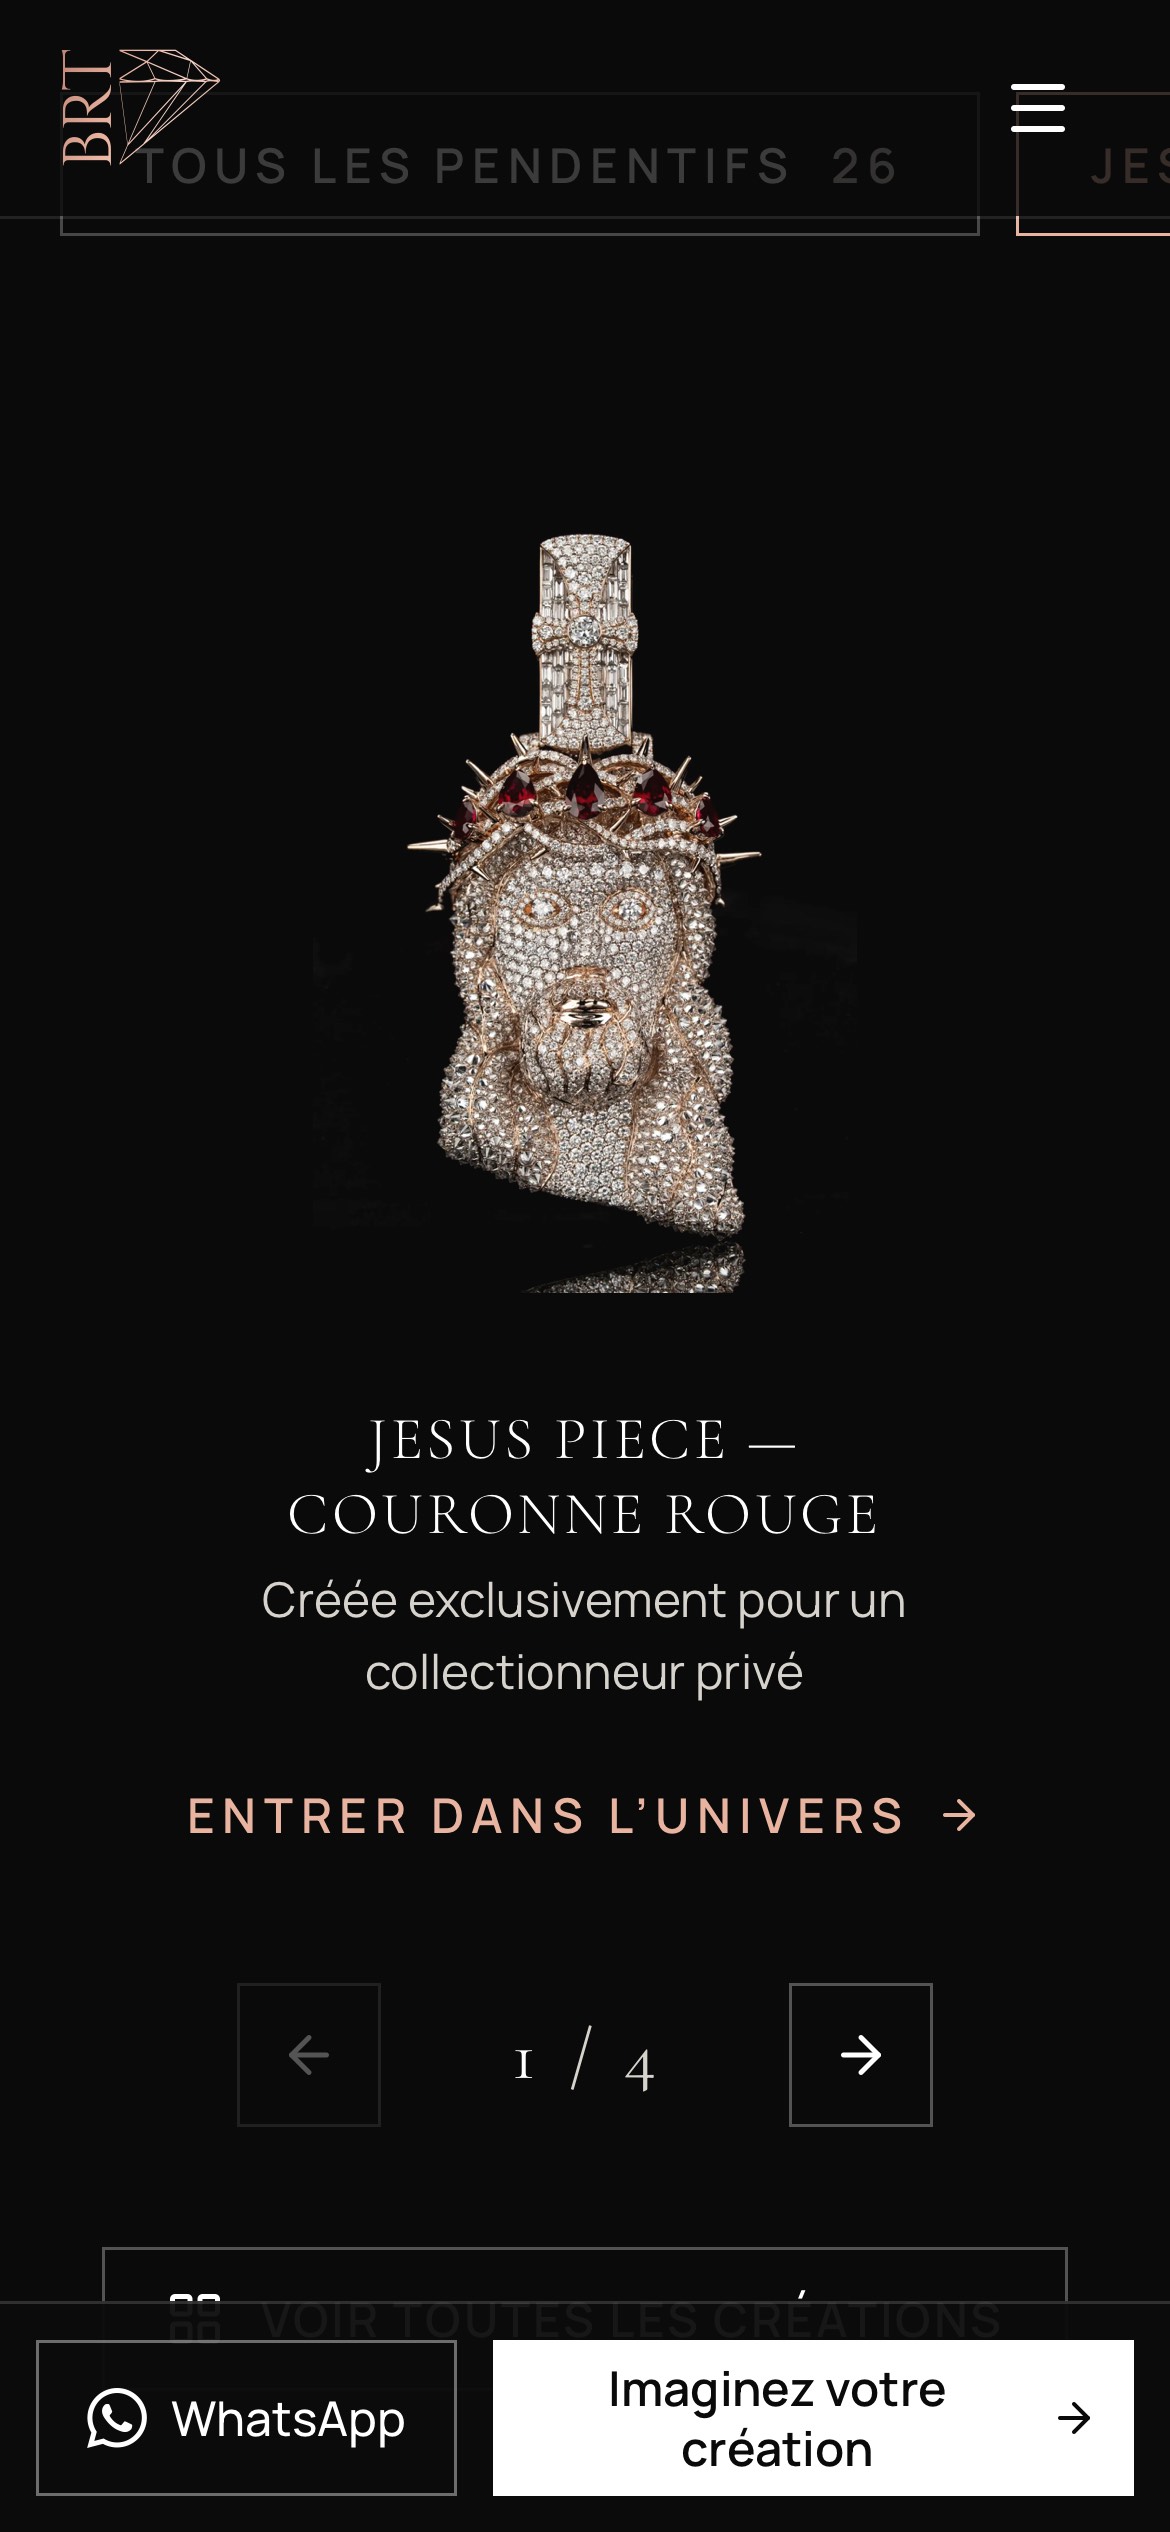 BRT
TOUS LES PENDENTIFS 26
JES
JESUS PIECE —
COURONNE ROUGE
Créée exclusivement pour un
collectionneur privé
ENTRER DANS L’UNIVERS →
← 1 / 4 →
VOIR TOUTES LES CRÉATIONS
WhatsApp
Imaginez votre
création →